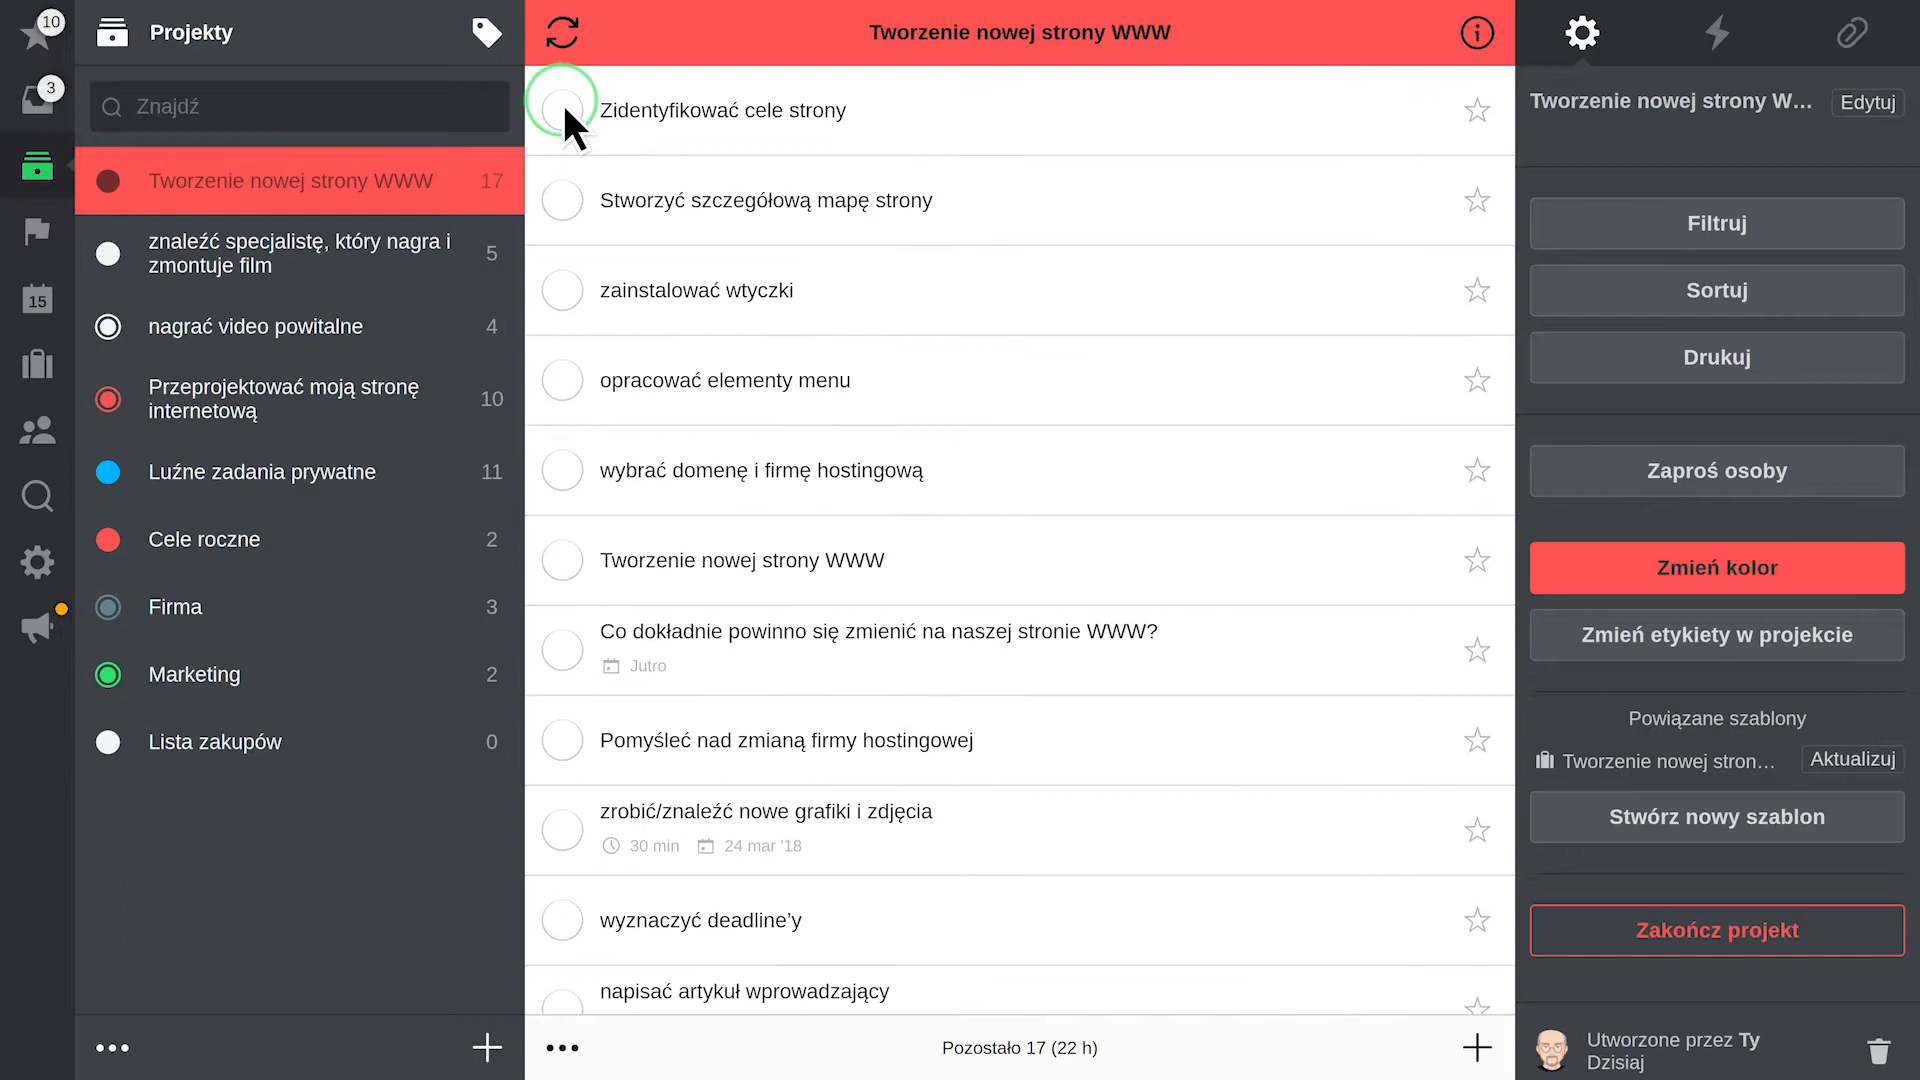 10
3
15
Projekty
Znajdź
Tworzenie nowej strony WWW 17
znaleźć specjalistę, który nagra i
zmontuje film
5
nagrać video powitalne 4
Przeprojektować moją stronę
internetową
10
Luźne zadania prywatne 11
Cele roczne 2
Firma 3
Marketing 2
Lista zakupów 0
Tworzenie nowej strony WWW
Zidentyfikować cele strony
Stworzyć szczegółową mapę strony
zainstalować wtyczki
opracować elementy menu
wybrać domenę i firmę hostingową
Tworzenie nowej strony WWW
Co dokładnie powinno się zmienić na naszej stronie WWW?
Jutro
Pomyśleć nad zmianą firmy hostingowej
zrobić/znaleźć nowe grafiki i zdjęcia
30 min 24 mar '18
wyznaczyć deadline’y
napisać artykuł wprowadzający
Pozostało 17 (22 h)
Tworzenie nowej strony W... Edytuj
Filtruj
Sortuj
Drukuj
Zaproś osoby
Zmień kolor
Zmień etykiety w projekcie
Powiązane szablony
Tworzenie nowej stron... Aktualizuj
Stwórz nowy szablon
Zakończ projekt
Utworzone przez Ty
Dzisiaj